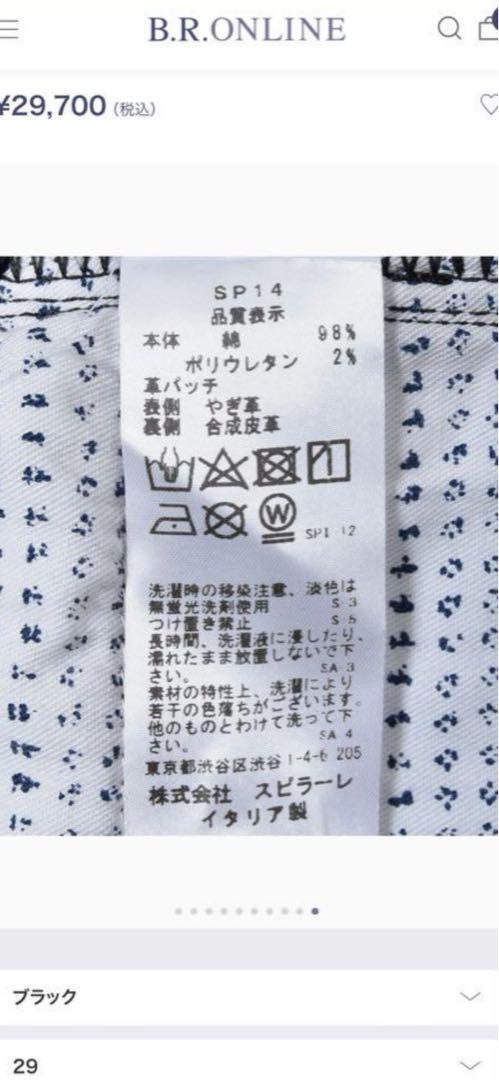 B.R.ONLINE
¥29,700 (税込)
SP14
品質表示
本体 綿 98%
ポリウレタン 2%
革パッチ
表側 やぎ革
裏側 合成皮革
W
SPI 12
洗濯時の移染注意、淡色は
無蛍光洗剤使用 S-3
つけ置き禁止 S-5
長時間、洗濯液に浸したり、
濡れたまま放置しないで下
さい。 SA-3
素材の特性上、洗濯により
若干の色落ちがございます。
他のものとわけて洗って下
さい。 SA-4
東京都渋谷区渋谷1-4-6 205
株式会社 スピラーレ
イタリア製
ブラック
29